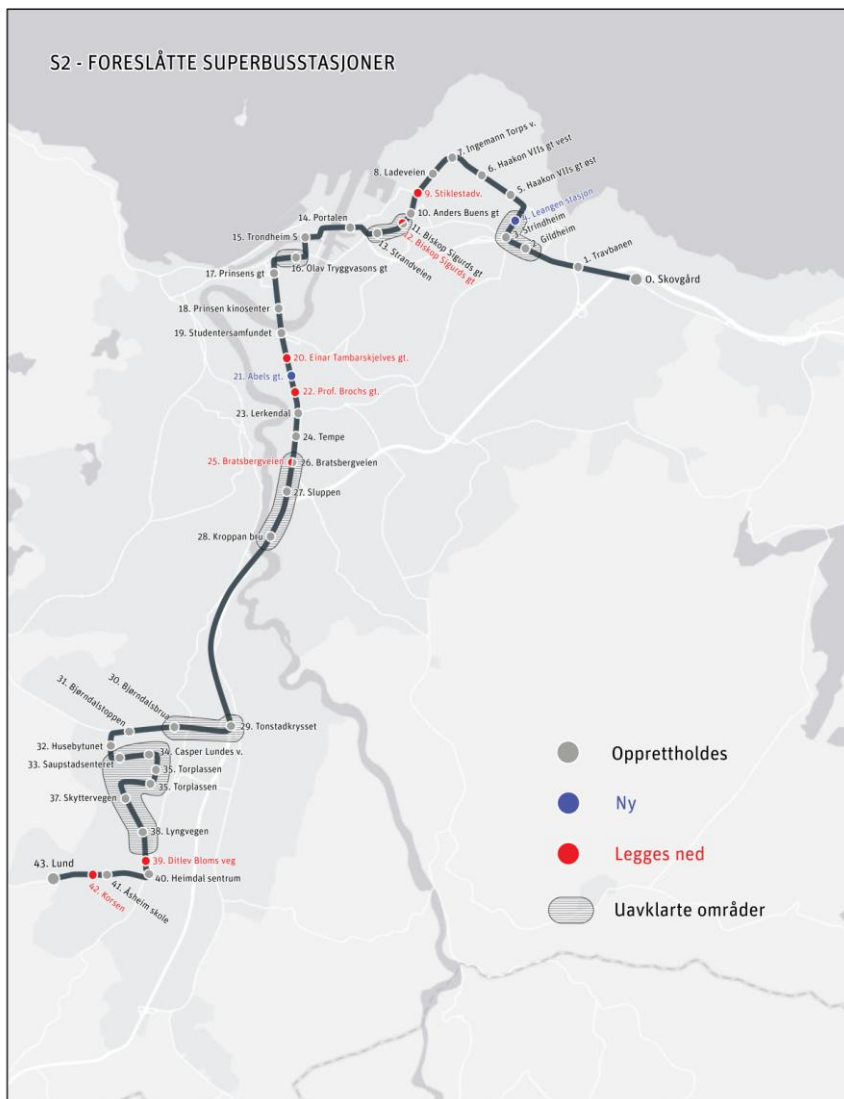 S2 - FORESLÅTTE SUPERBUSSTASJONER
7. Ingemann Torps v.
6. Haakon VIIs gt vest
8. Ladeveien
5. Haakon VIIs gt øst
9. Stiklestadv.
10. Anders Buens gt
4. Leangen stasjon
14. Portalen
11. Biskop Sigurds gt
12. Biskop Sigurds gt
3. Strindheim
2. Gildheim
15. Trondheim S
13. Strandveien
16. Olav Tryggvasons gt
1. Travbanen
17. Prinsens gt
0. Skovgård
18. Prinsen kinosenter
19. Studentersamfundet
20. Einar Tambarskjelves gt.
21. Abels gt.
22. Prof. Brochs gt.
23. Lerkendal
24. Tempe
25. Bratsbergveien
26. Bratsbergveien
27. Sluppen
28. Kroppan bru
30. Bjørndalsbrua
31. Bjørndalstoppen
29. Tonstadkrysset
32. Husebytunet
34. Casper Lundes v.
33. Saupstadsenteret
35. Torplassen
35. Torplassen
37. Skyttervegen
38. Lyngvegen
39. Ditlev Bloms veg
43. Lund
40. Heimdal sentrum
42. Korsen
41. Åsheim skole
Opprettholdes
Ny
Legges ned
Uavklarte områder